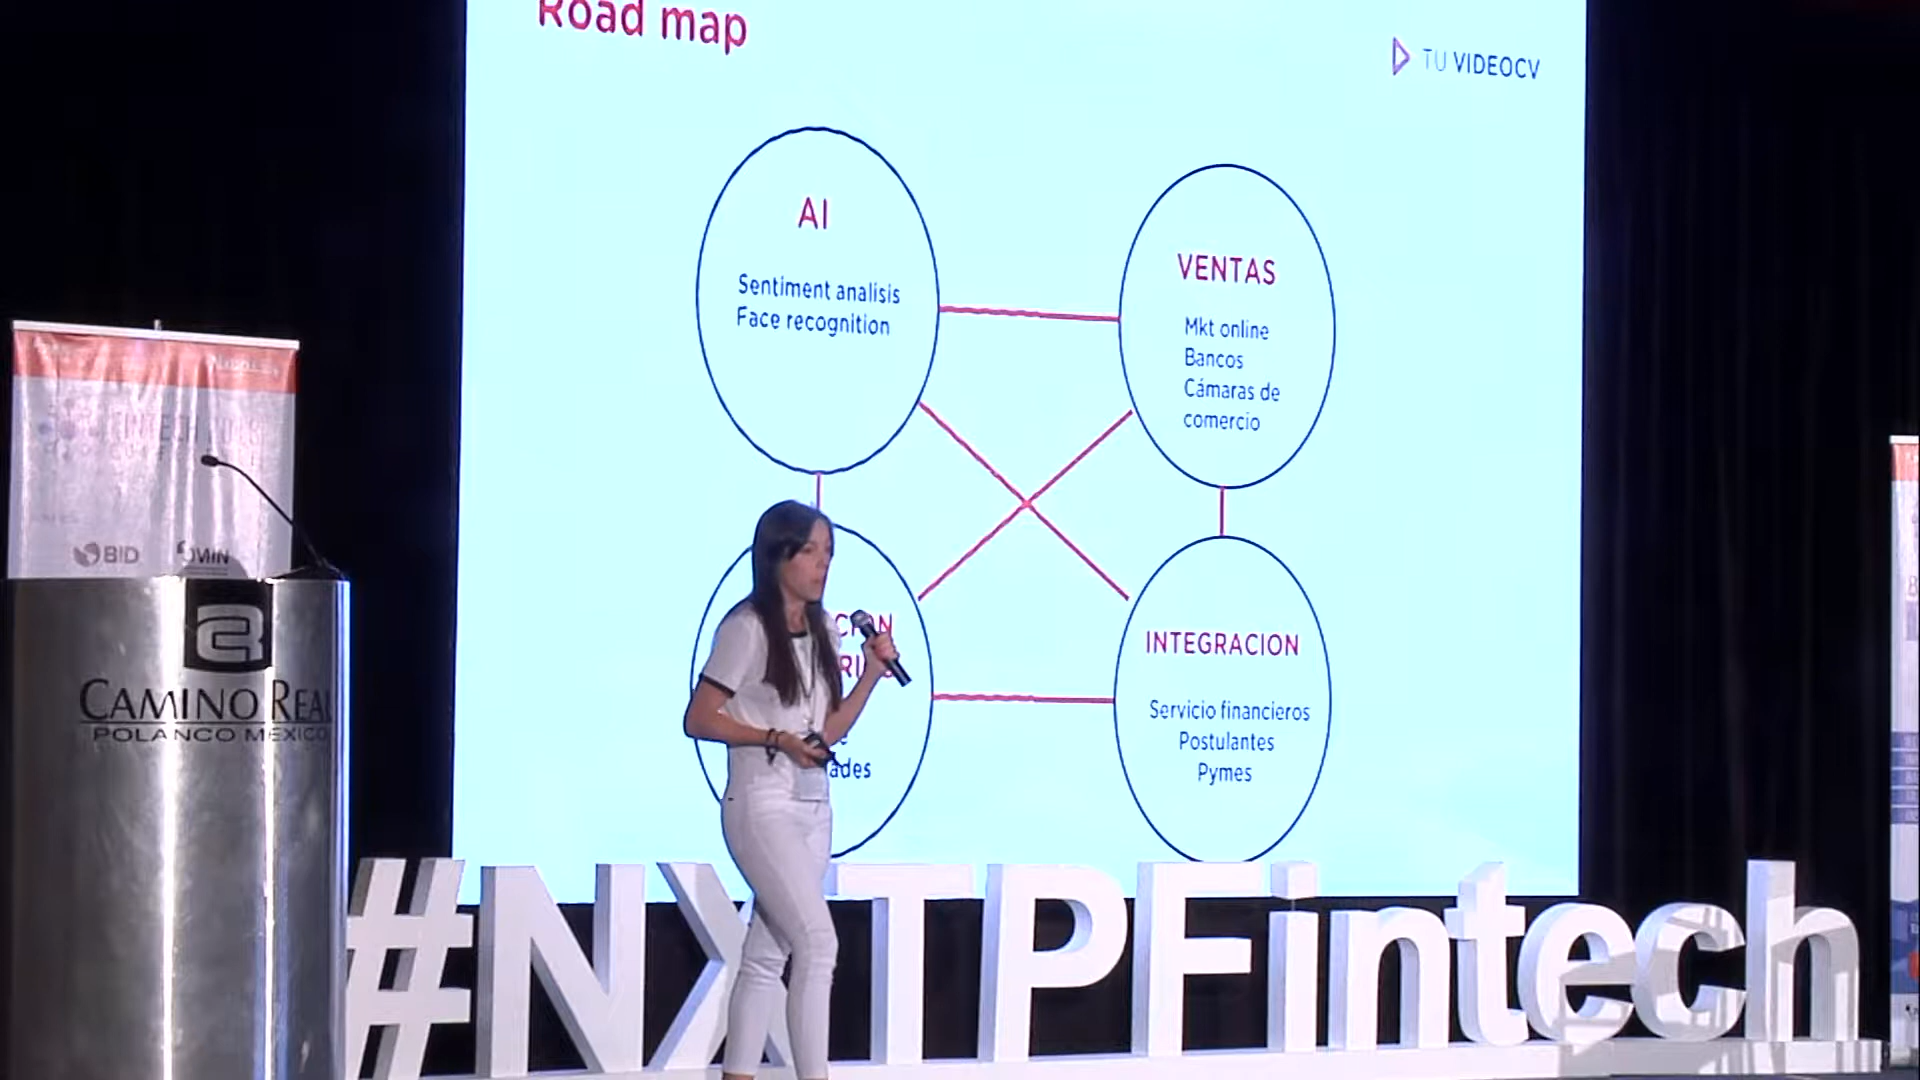 Road map
TU VIDEOCV
AI
Sentiment analisis
Face recognition
VENTAS
Mkt online
Bancos
Cámaras de
comercio
INTEGRACION
Servicio financieros
Postulantes
Pymes
BID
CAMINO REAL
POLANCO MEXICO
#NXTPFintech